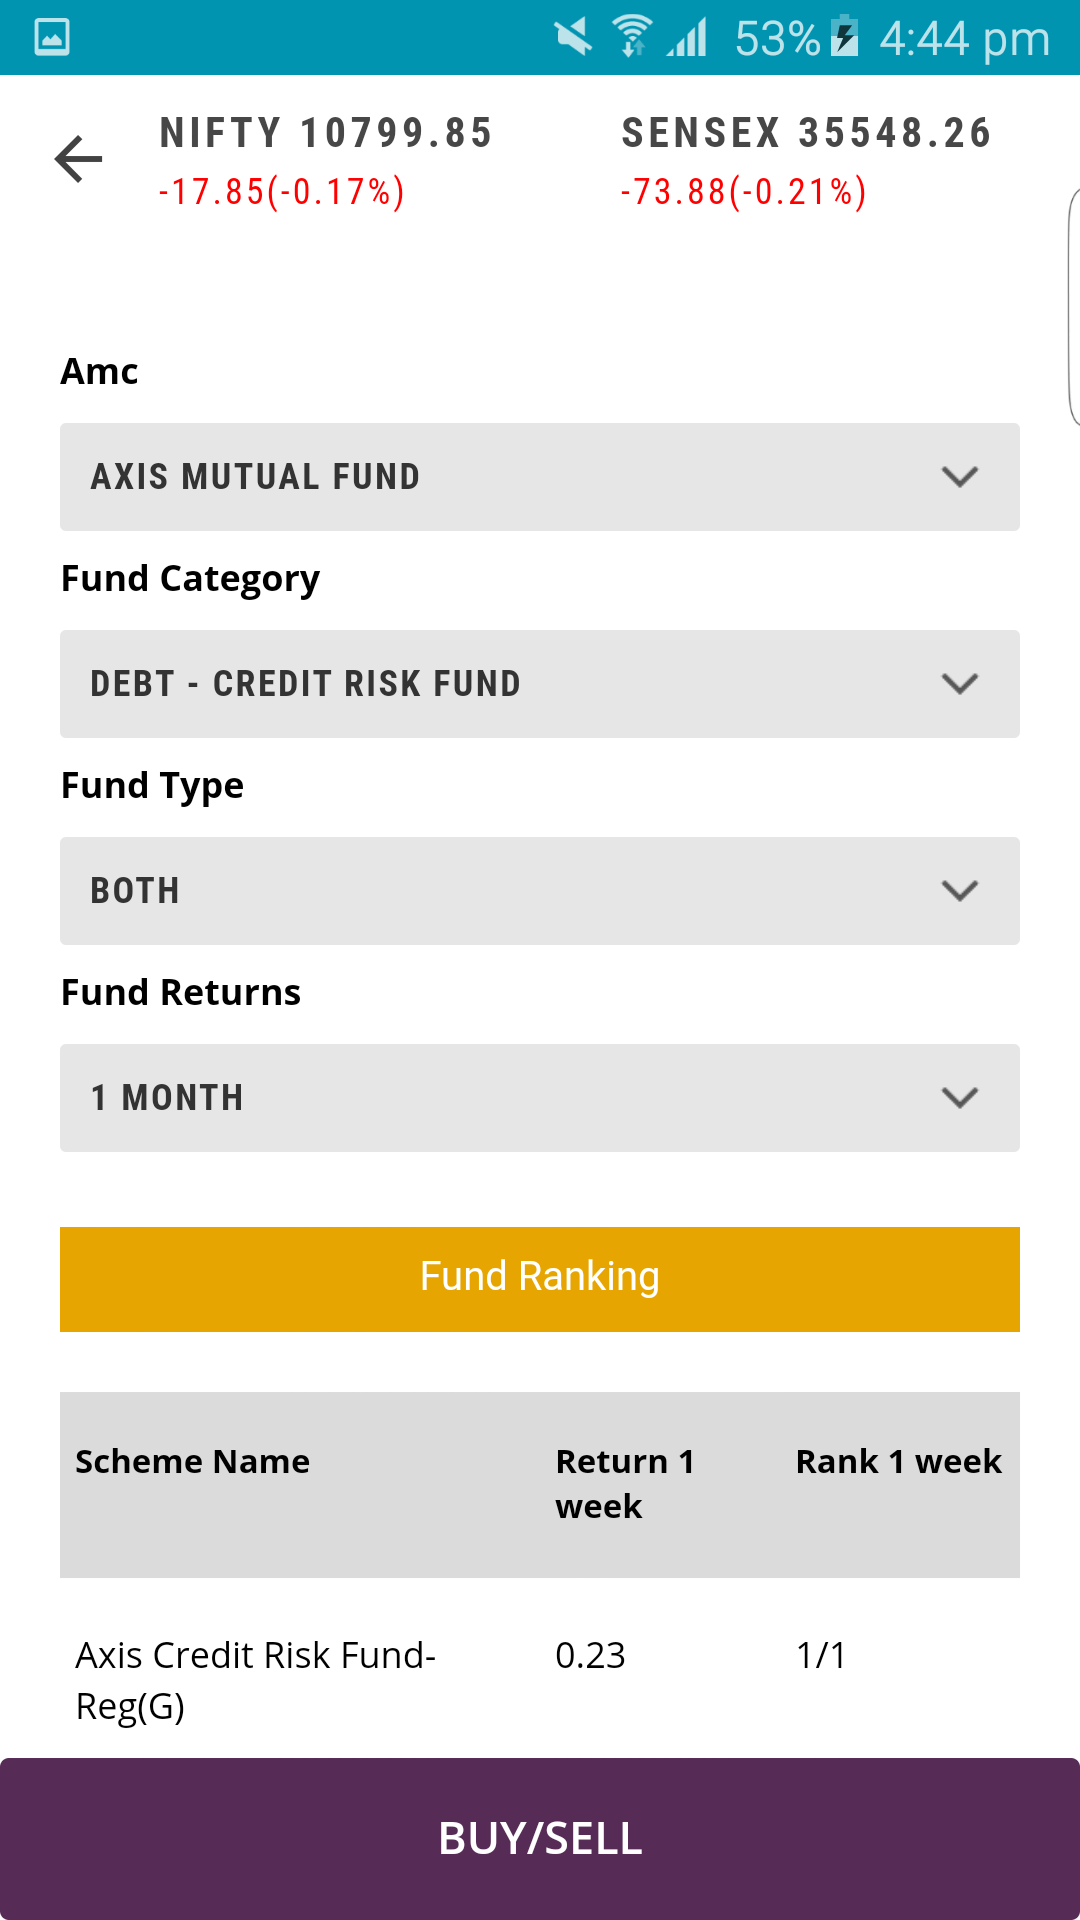 53% 4:44 pm
NIFTY 10799.85 SENSEX 35548.26
-17.85(-0.17%) -73.88(-0.21%)
Amc
AXIS MUTUAL FUND
Fund Category
DEBT - CREDIT RISK FUND
Fund Type
BOTH
Fund Returns
1 MONTH
Fund Ranking
Scheme Name Return 1 Rank 1 week
week
Axis Credit Risk Fund- 0.23 1/1
Reg(G)
BUY/SELL